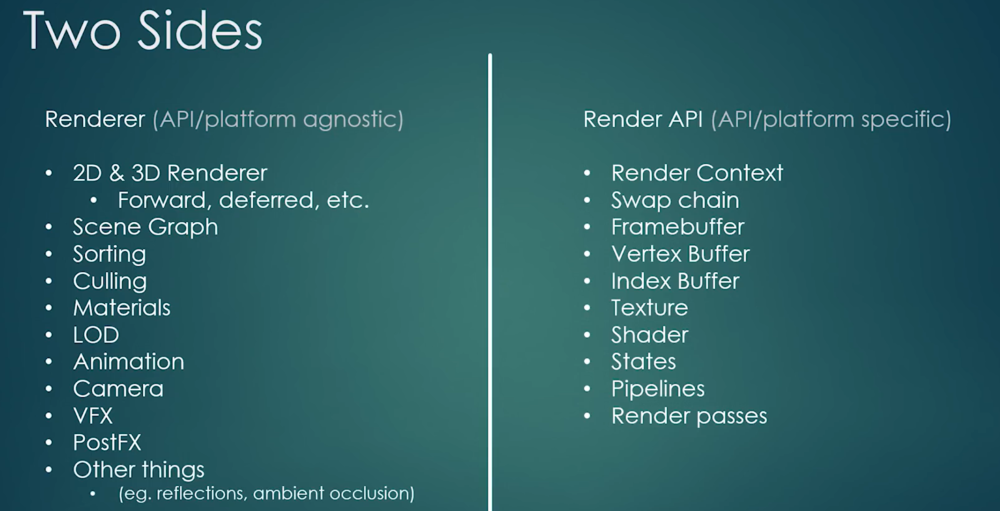 Two Sides
Renderer (API/platform agnostic)
• 2D & 3D Renderer
• Forward, deferred, etc.
• Scene Graph
• Sorting
• Culling
• Materials
• LOD
• Animation
• Camera
• VFX
• PostFX
• Other things
• (eg. reflections, ambient occlusion)
Render API (API/platform specific)
• Render Context
• Swap chain
• Framebuffer
• Vertex Buffer
• Index Buffer
• Texture
• Shader
• States
• Pipelines
• Render passes